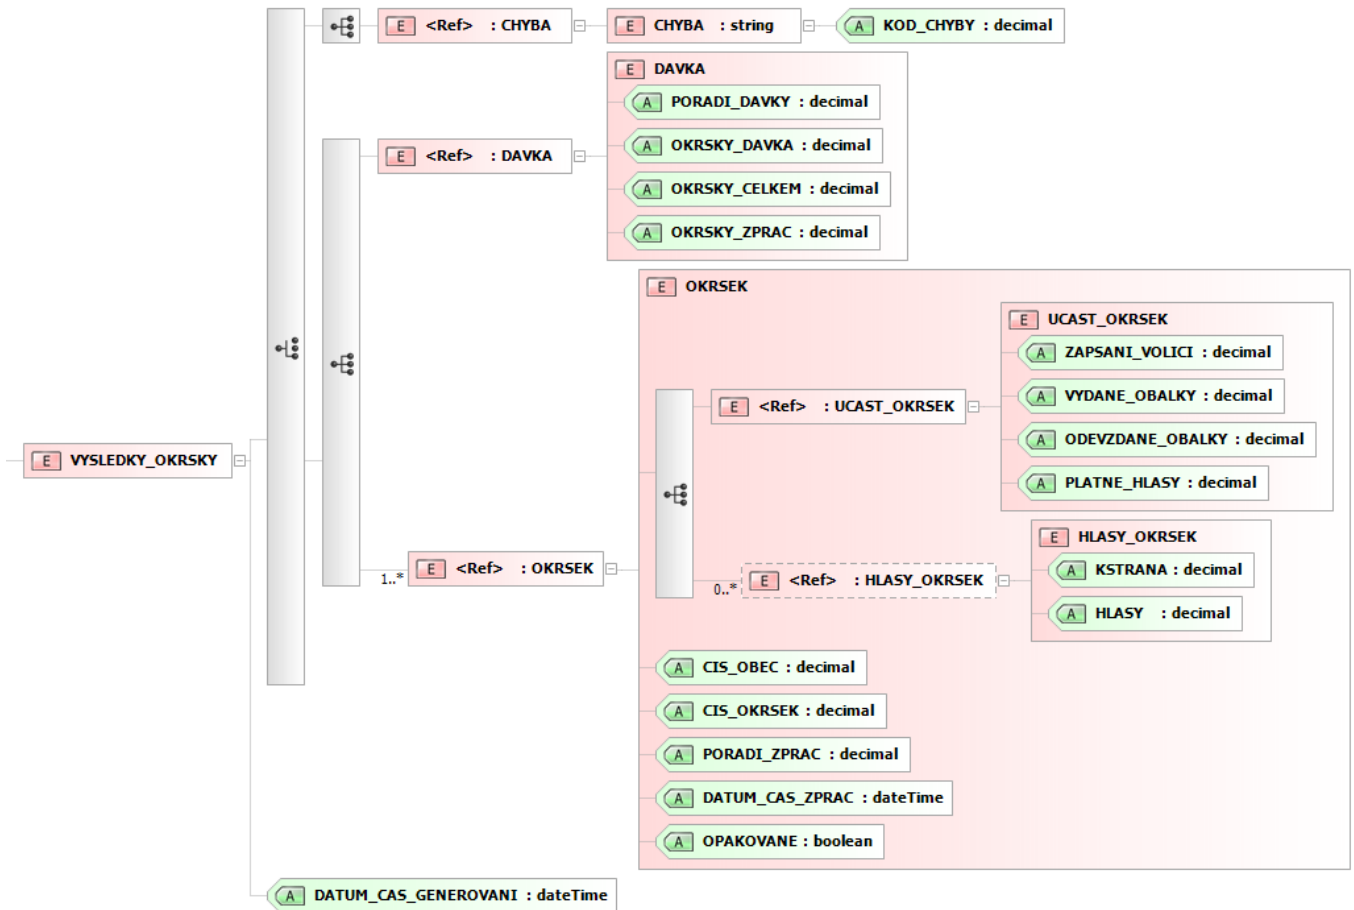 E <Ref> : CHYBA
E CHYBA : string
A KOD_CHYBY : decimal
E DAVKA
A PORADI_DAVKY : decimal
A OKRSKY_DAVKA : decimal
E <Ref> : DAVKA
A OKRSKY_CELKEM : decimal
A OKRSKY_ZPRAC : decimal
E OKRSEK
E UCAST_OKRSEK
A ZAPSANI_VOLICI : decimal
A VYDANE_OBALKY : decimal
E <Ref> : UCAST_OKRSEK
A ODEVZDANE_OBALKY : decimal
E VYSLEDKY_OKRSKY
A PLATNE_HLASY : decimal
E HLASY_OKRSEK
1..* E <Ref> : OKRSEK
A KSTRANA : decimal
0..* E <Ref> : HLASY_OKRSEK
A HLASY : decimal
A CIS_OBEC : decimal
A CIS_OKRSEK : decimal
A PORADI_ZPRAC : decimal
A DATUM_CAS_ZPRAC : dateTime
A OPAKOVANE : boolean
A DATUM_CAS_GENEROVANI : dateTime